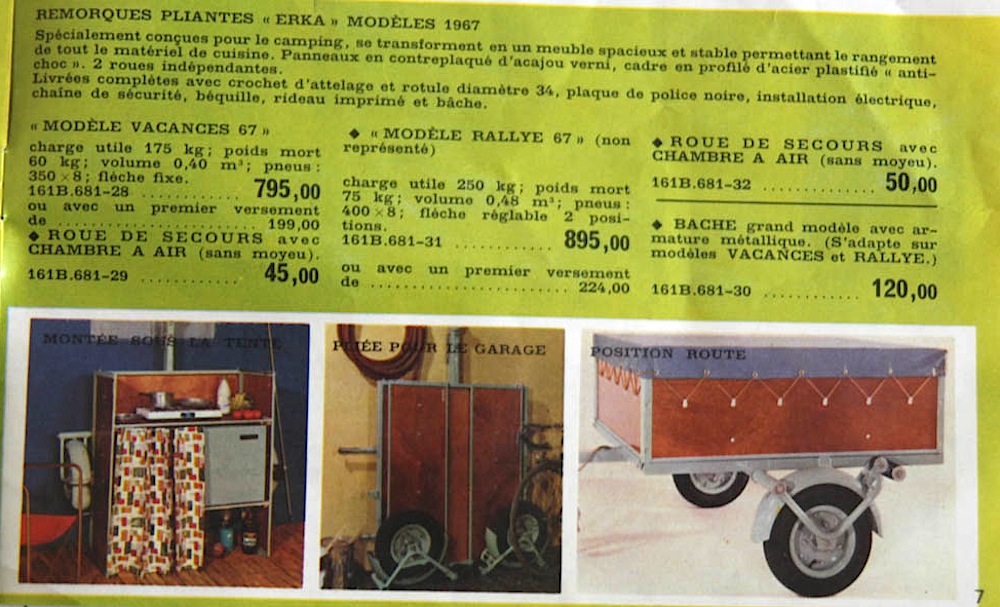 REMORQUES PLIANTES « ERKA » MODÈLES 1967
Spécialement conçues pour le camping, se transforment en un meuble spacieux et stable permettant le rangement
de tout le matériel de cuisine. Panneaux en contreplaqué d'acajou verni, cadre en profilé d'acier plastifié « anti-
choc ». 2 roues indépendantes.
Livrées complètes avec crochet d'attelage et rotule diamètre 34, plaque de police noire, installation électrique,
chaîne de sécurité, béquille, rideau imprimé et bâche.
« MODÈLE VACANCES 67 »
charge utile 175 kg; poids mort
60 kg; volume 0,40 m³; pneus :
350 × 8; flèche fixe.
161B.681-28 ............ 795,00
ou avec un premier versement
de ........................ 199,00
◆ ROUE DE SECOURS avec
CHAMBRE A AIR (sans moyeu).
161B.681-29 ............ 45,00
◆ « MODÈLE RALLYE 67 » (non
représenté)
charge utile 250 kg; poids mort
75 kg; volume 0,48 m³; pneus :
400 × 8; flèche réglable 2 posi-
tions.
161B.681-31 ............ 895,00
ou avec un premier versement
de ........................ 224,00
◆ ROUE DE SECOURS avec
CHAMBRE A AIR (sans moyeu).
161B.681-32 ............ 50,00
◆ BACHE grand modèle avec ar-
mature métallique. (S'adapte sur
modèles VACANCES et RALLYE.)
161B.681-30 ............ 120,00
MONTÉE SOUS LA TENTE
PLIÉE POUR LE GARAGE
POSITION ROUTE
7